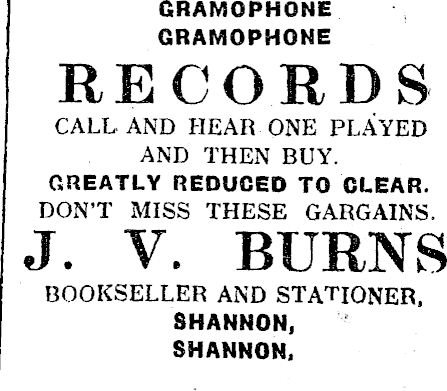 GRAMOPHONE
GRAMOPHONE
RECORDS
CALL AND HEAR ONE PLAYED
AND THEN BUY.
GREATLY REDUCED TO CLEAR.
DON'T MISS THESE GARGAINS.
J. V. BURNS
BOOKSELLER AND STATIONER,
SHANNON,
SHANNON,